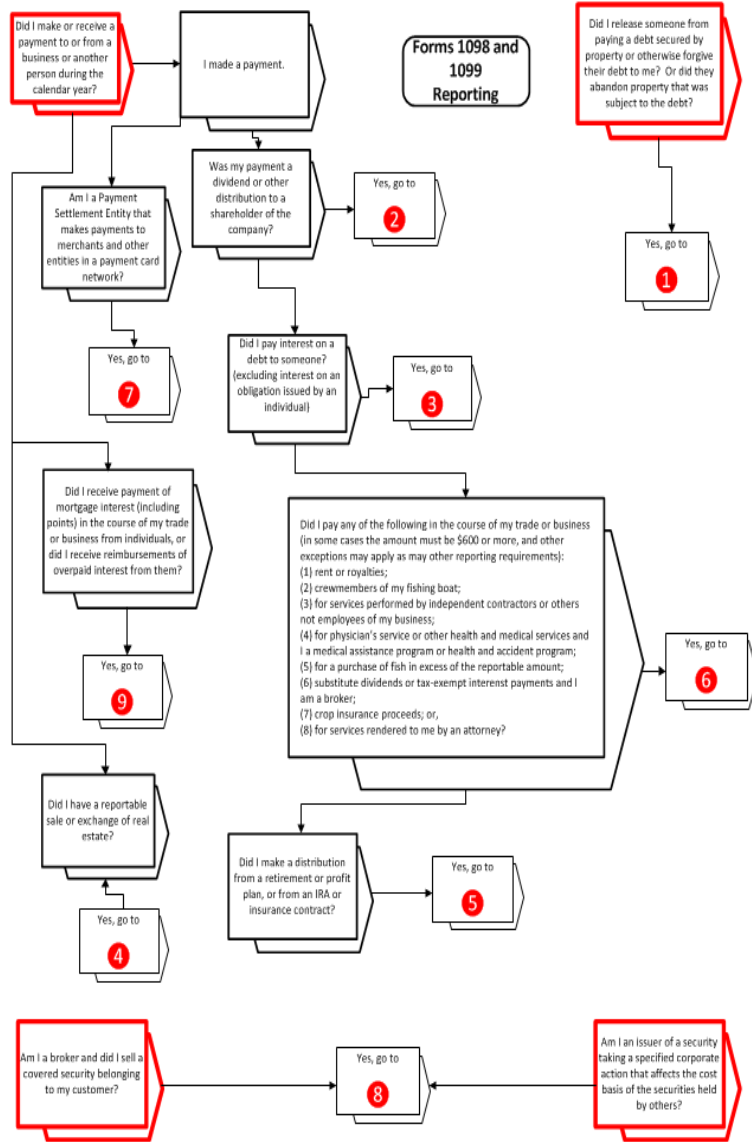 Did I make or receive a
payment to or from a
business or another
person during the
calendar year?
I made a payment.
Forms 1098 and
1099
Reporting
Did I release someone from
paying a debt secured by
property or otherwise forgive
their debt to me? Or did they
abandon property that was
subject to the debt?
Was my payment a
dividend or other
distribution to a
shareholder of the
company?
Yes, go to
2
Am I a Payment
Settlement Entity that
makes payments to
merchants and other
entities in a payment card
network?
Yes, go to
1
Yes, go to
7
Did I pay interest on a
debt to someone?
(excluding interest on an
obligation issued by an
individual)
Yes, go to
3
Did I receive payment of
mortgage interest (including
points) in the course of my trade
or business from individuals, or
did I receive reimbursements of
overpaid interest from them?
Did I pay any of the following in the course of my trade or business
(in some cases the amount must be $600 or more, and other
exceptions may apply as may other reporting requirements):
(1) rent or royalties;
(2) crewmembers of my fishing boat;
(3) for services performed by independent contractors or others
not employees of my business;
(4) for physician's service or other health and medical services and
I a medical assistance program or health and accident program;
(5) for a purchase of fish in excess of the reportable amount;
(6) substitute dividends or tax-exempt interenst payments and I
am a broker;
(7) crop insurance proceeds; or,
(8) for services rendered to me by an attorney?
Yes, go to
6
Yes, go to
9
Did I have a reportable
sale or exchange of real
estate?
Yes, go to
4
Did I make a distribution
from a retirement or profit
plan, or from an IRA or
insurance contract?
Yes, go to
5
Am I a broker and did I sell a
covered security belonging
to my customer?
Yes, go to
8
Am I an issuer of a security
taking a specified corporate
action that affects the cost
basis of the securities held
by others?